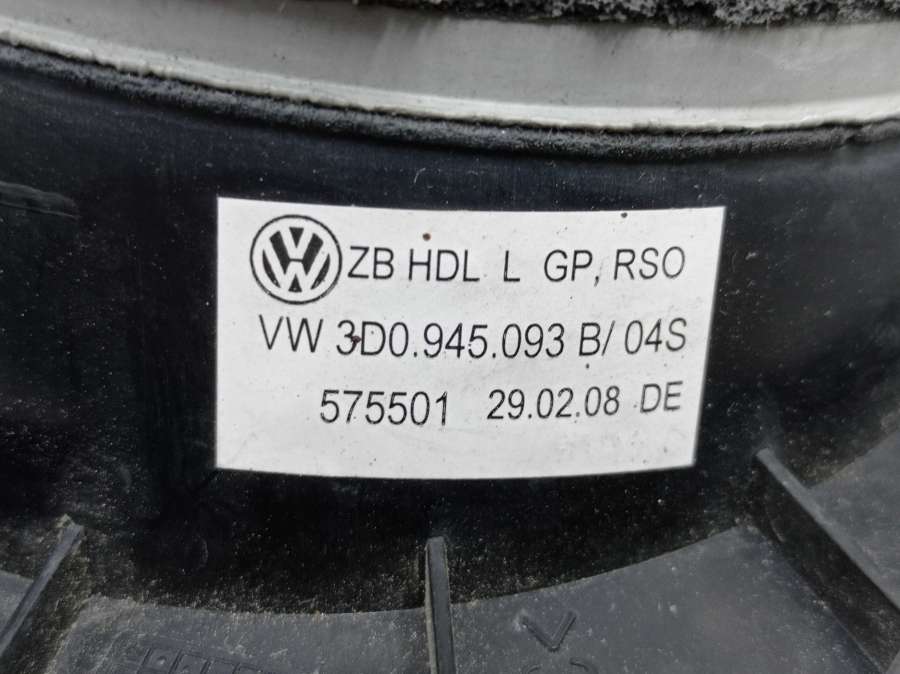 ZB HDL L GP, RSO
VW 3D0.945.093 B/ 04S
575501 29.02.08 DE